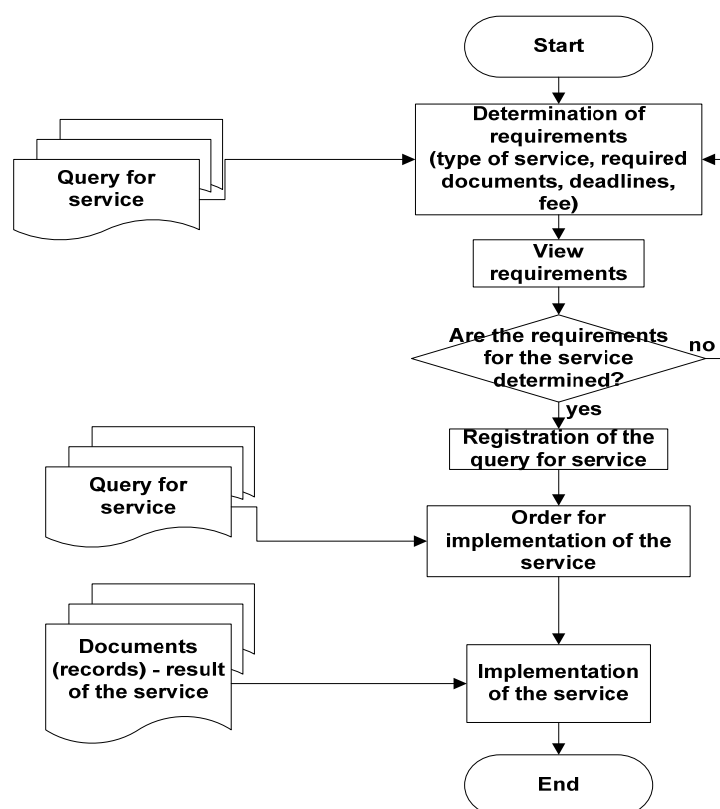 Start
Determination of
requirements
(type of service, required
documents, deadlines,
fee)
Query for
service
View
requirements
Are the requirements
for the service
determined?
no
yes
Registration of the
query for service
Query for
service
Order for
implementation of the
service
Documents
(records) - result
of the service
Implementation
of the service
End